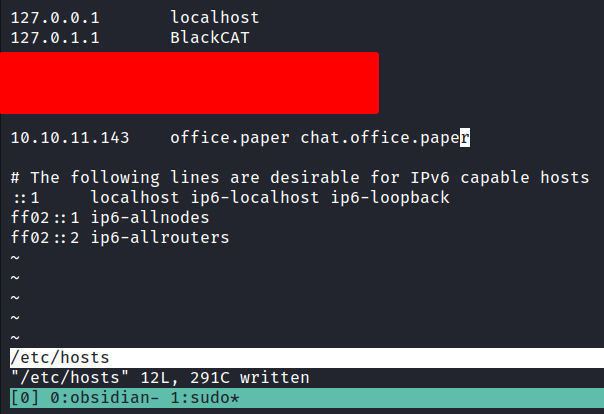 127.0.0.1       localhost
127.0.1.1       BlackCAT
10.10.11.143    office.paper chat.office.paper
# The following lines are desirable for IPv6 capable hosts
::1     localhost ip6-localhost ip6-loopback
ff02::1 ip6-allnodes
ff02::2 ip6-allrouters
~
~
~
~
~
/etc/hosts
"/etc/hosts" 12L, 291C written
[0] 0:obsidian- 1:sudo*